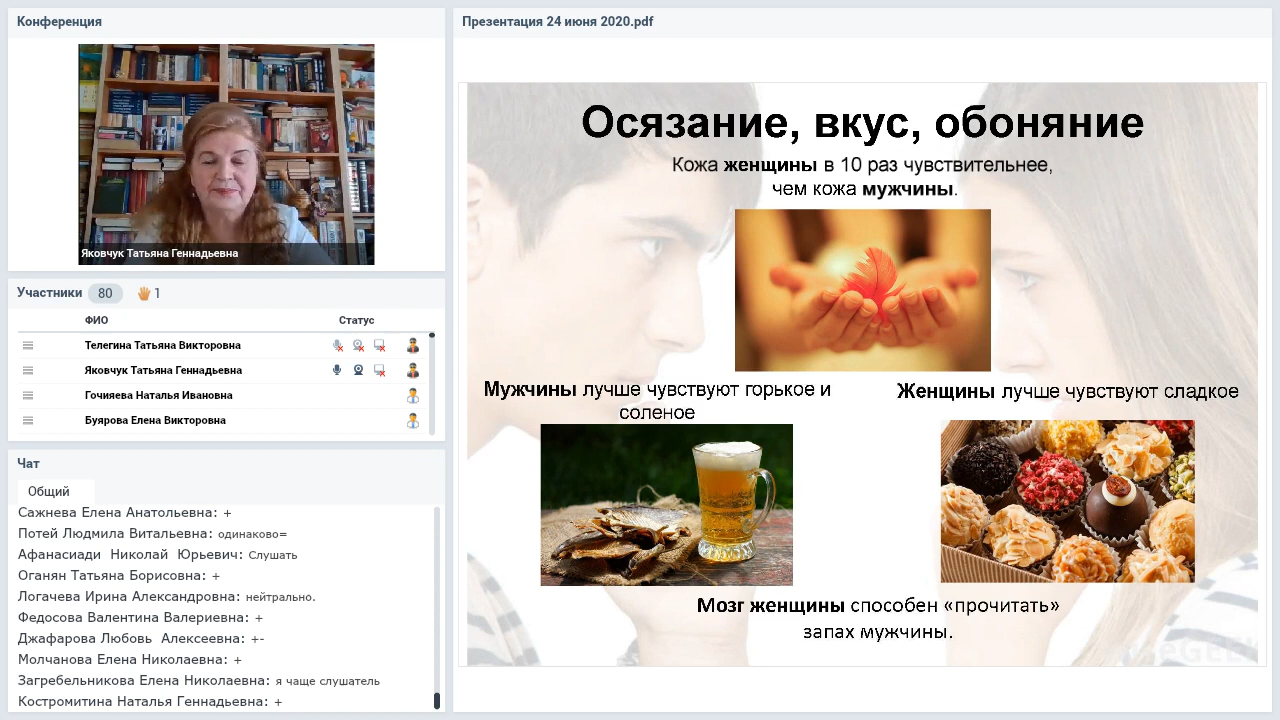 Конференция
Яковчук Татьяна Геннадьевна
Участники 80 1
ФИО Статус
Телегина Татьяна Викторовна
Яковчук Татьяна Геннадьевна
Гочияева Наталья Ивановна
Буярова Елена Викторовна
Чат
Общий
Сажнева Елена Анатольевна: +
Потей Людмила Витальевна: одинаково=
Афанасиади Николай Юрьевич: Слушать
Оганян Татьяна Борисовна: +
Логачева Ирина Александровна: нейтрально.
Федосова Валентина Валериевна: +
Джафарова Любовь Алексеевна: +-
Молчанова Елена Николаевна: +
Загребельникова Елена Николаевна: я чаще слушатель
Костромитина Наталья Геннадьевна: +
Презентация 24 июня 2020.pdf
Осязание, вкус, обоняние
Кожа женщины в 10 раз чувствительнее,
чем кожа мужчины.
Мужчины лучше чувствуют горькое и
соленое
Женщины лучше чувствуют сладкое
Мозг женщины способен «прочитать»
запах мужчины.